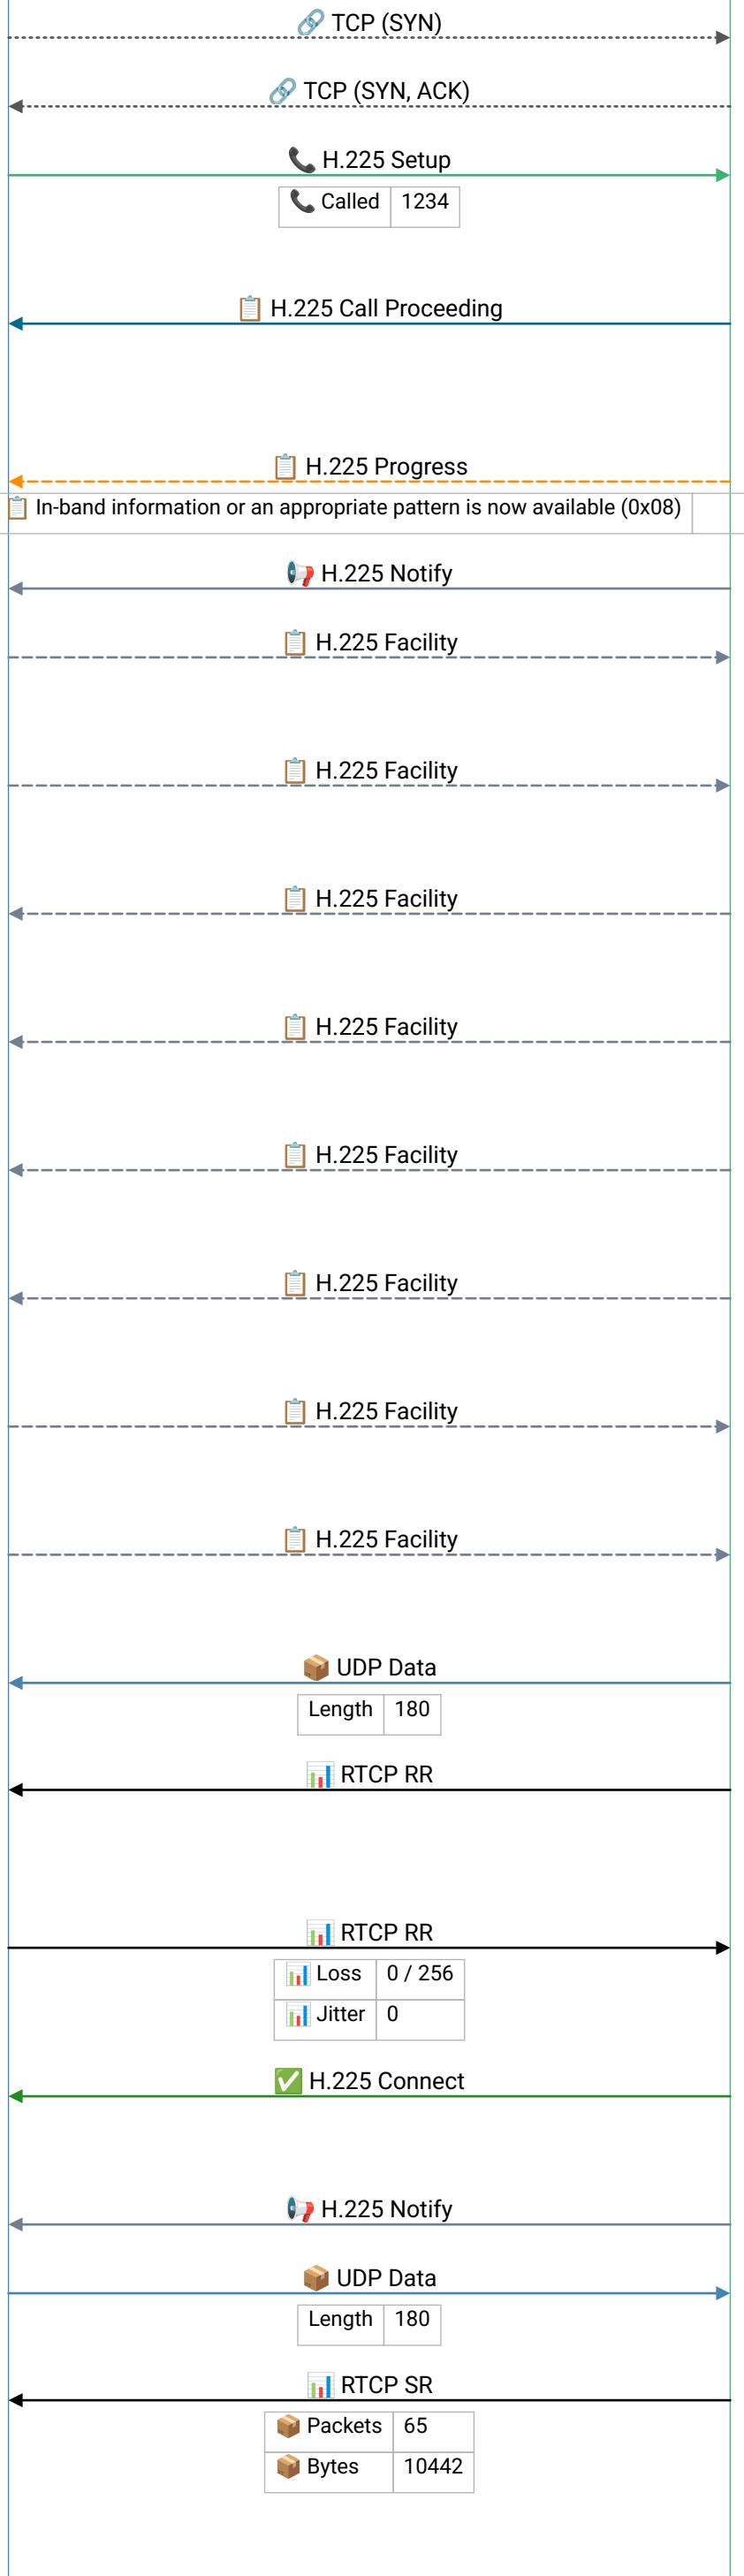 🔗 TCP (SYN)
🔗 TCP (SYN, ACK)
📞 H.225 Setup
📞 Called 1234
📋 H.225 Call Proceeding
📋 H.225 Progress
📋 In-band information or an appropriate pattern is now available (0x08)
📢 H.225 Notify
📋 H.225 Facility
📋 H.225 Facility
📋 H.225 Facility
📋 H.225 Facility
📋 H.225 Facility
📋 H.225 Facility
📋 H.225 Facility
📋 H.225 Facility
📦 UDP Data
Length 180
📊 RTCP RR
📊 RTCP RR
📊 Loss 0 / 256
📊 Jitter 0
✅ H.225 Connect
📢 H.225 Notify
📦 UDP Data
Length 180
📊 RTCP SR
📦 Packets 65
📦 Bytes 10442